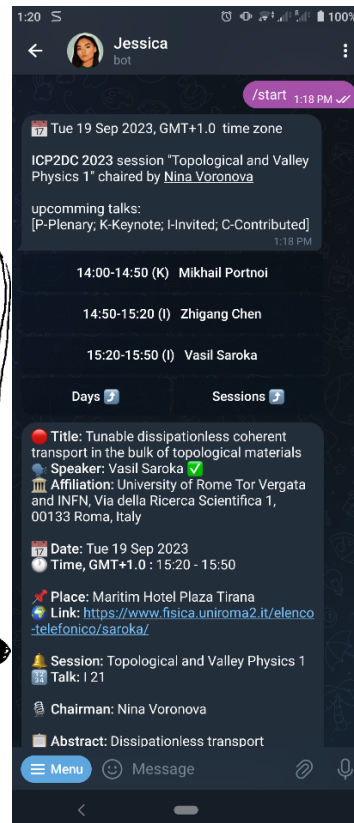 1:20 S 100%
Jessica
bot
/start 1:18 PM
Tue 19 Sep 2023, GMT+1.0 time zone
ICP2DC 2023 session "Topological and Valley
Physics 1" chaired by Nina Voronova
upcomming talks:
[P-Plenary; K-Keynote; I-Invited; C-Contributed]
1:18 PM
14:00-14:50 (K) Mikhail Portnoi
14:50-15:20 (I) Zhigang Chen
15:20-15:50 (I) Vasil Saroka
Days Sessions
Title: Tunable dissipationless coherent
transport in the bulk of topological materials
Speaker: Vasil Saroka
Affiliation: University of Rome Tor Vergata
and INFN, Via della Ricerca Scientifica 1,
00133 Roma, Italy
Date: Tue 19 Sep 2023
Time, GMT+1.0 : 15:20 - 15:50
Place: Maritim Hotel Plaza Tirana
Link: https://www.fisica.uniroma2.it/elenco
-telefonico/saroka/
Session: Topological and Valley Physics 1
Talk: I 21
Chairman: Nina Voronova
Abstract: Dissipationless transport
Menu Message